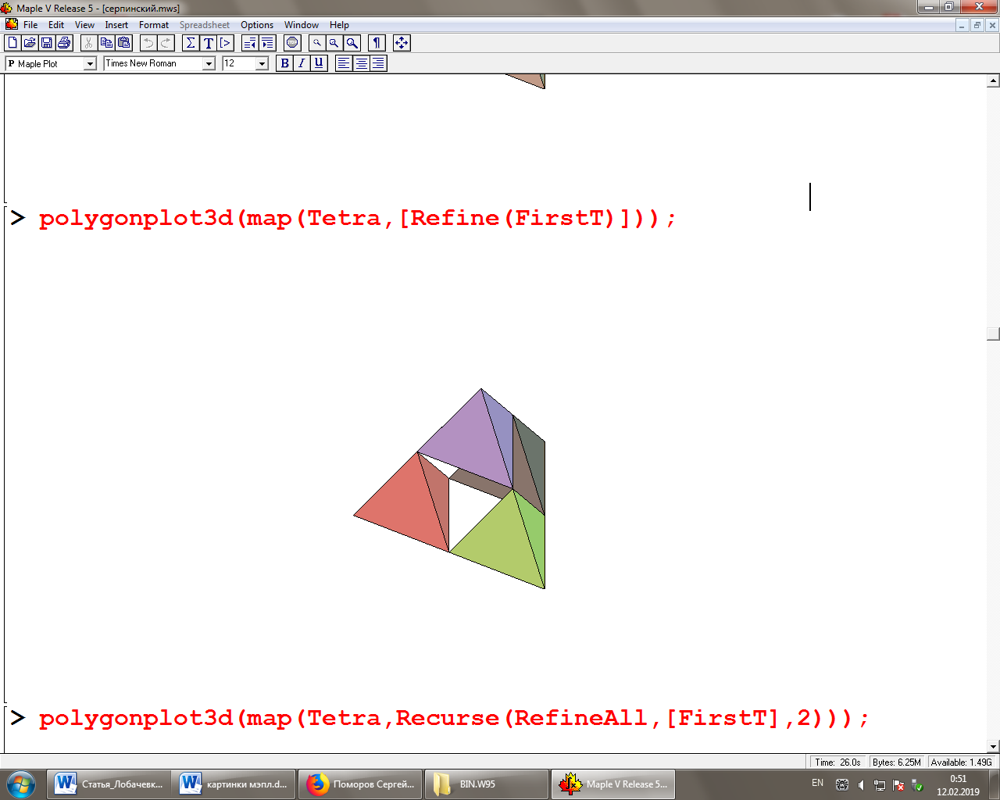 Maple V Release 5 - [серпинский.mws]
File Edit View Insert Format Spreadsheet Options Window Help
P Maple Plot Times New Roman 12 B I U
> polygonplot3d(map(Tetra,[Refine(FirstT)]));
> polygonplot3d(map(Tetra,Recurse(RefineAll,[FirstT],2)));
Time: 26.0s Bytes: 6.25M Available: 1.49G
Статья_Лобачевк... картинки мэпл.d... Поморов Сергей... BIN.W95 Maple V Release 5... EN 0:51
12.02.2019